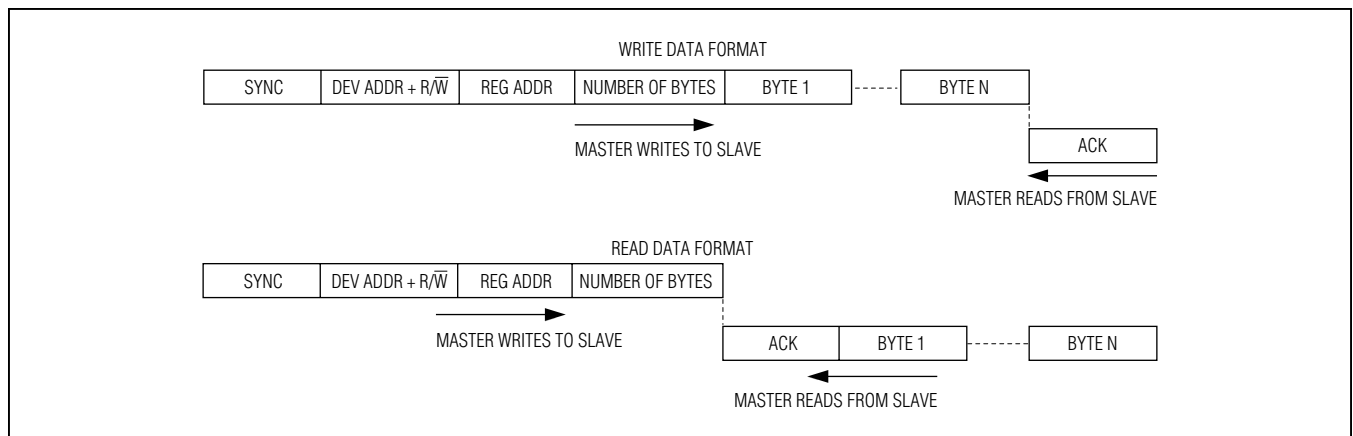 WRITE DATA FORMAT
SYNC DEV ADDR + R/W̅ REG ADDR NUMBER OF BYTES BYTE 1 BYTE N
MASTER WRITES TO SLAVE
ACK
MASTER READS FROM SLAVE
READ DATA FORMAT
SYNC DEV ADDR + R/W̅ REG ADDR NUMBER OF BYTES
MASTER WRITES TO SLAVE
ACK BYTE 1 BYTE N
MASTER READS FROM SLAVE